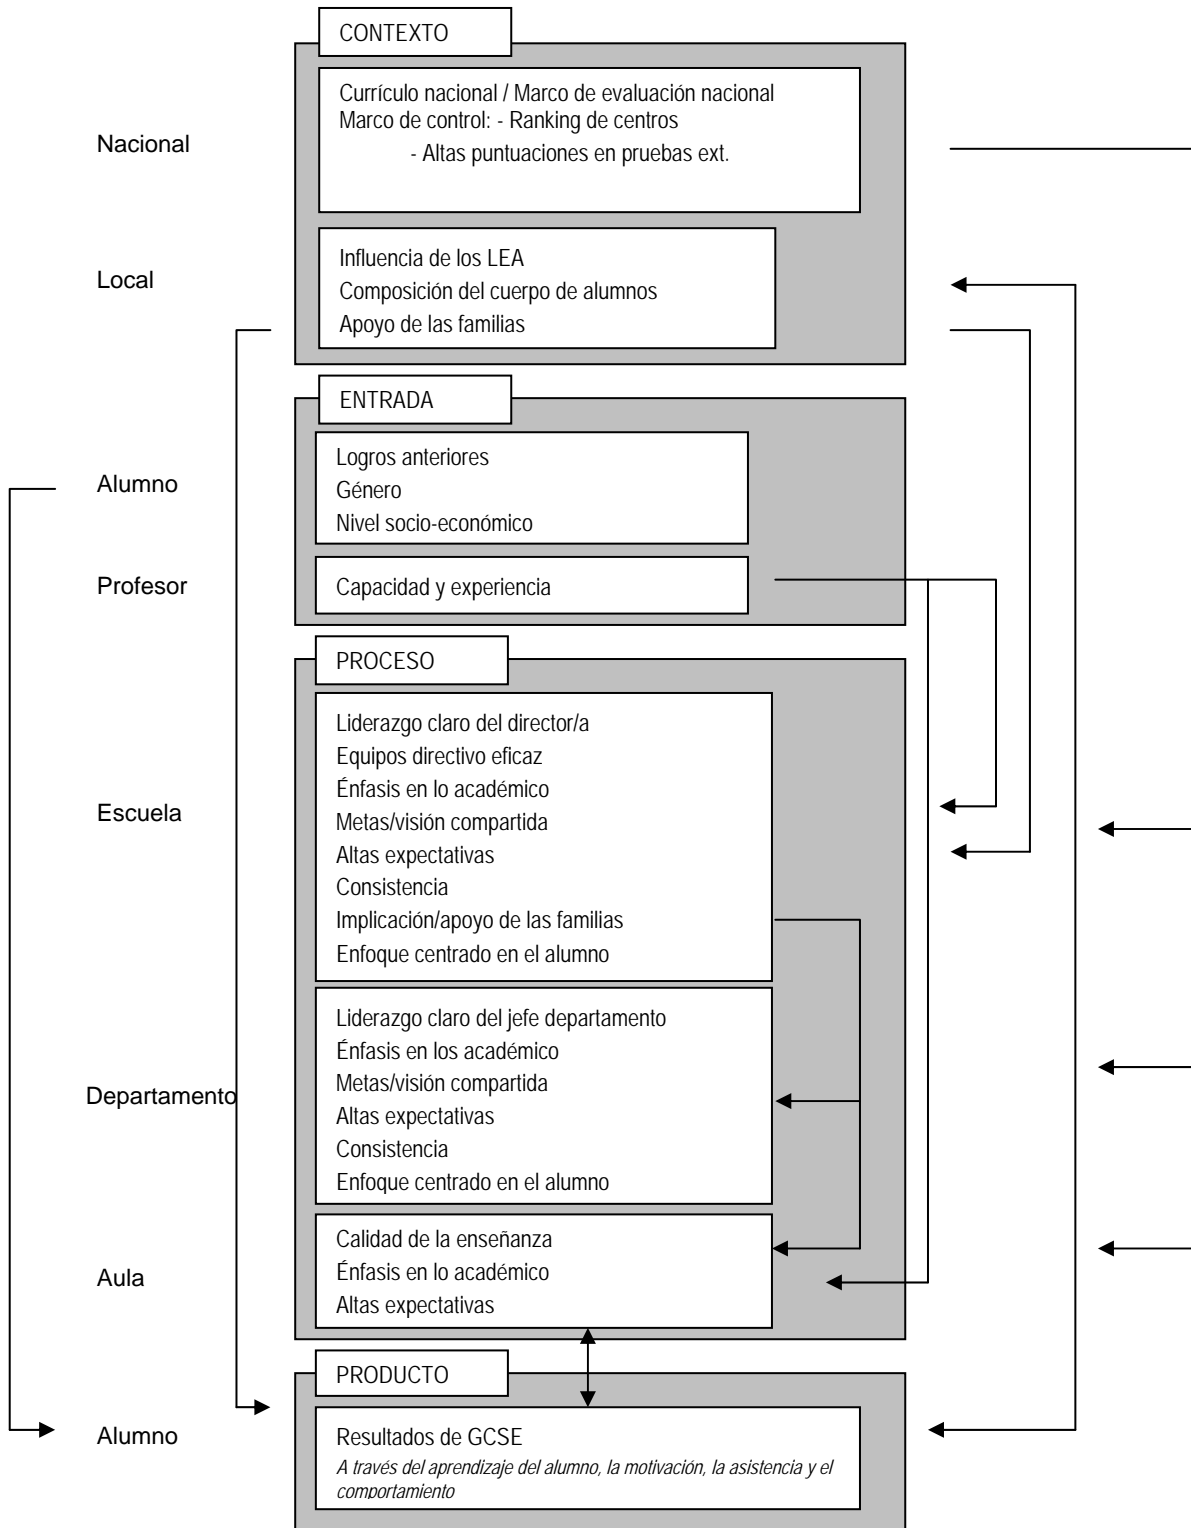 CONTEXTO
Currículo nacional / Marco de evaluación nacional
Marco de control: - Ranking de centros
- Altas puntuaciones en pruebas ext.
Nacional
Influencia de los LEA
Local
Composición del cuerpo de alumnos
Apoyo de las familias
ENTRADA
Logros anteriores
Alumno
Género
Nivel socio-económico
Profesor
Capacidad y experiencia
PROCESO
Liderazgo claro del director/a
Equipos directivo eficaz
Énfasis en lo académico
Escuela
Metas/visión compartida
Altas expectativas
Consistencia
Implicación/apoyo de las familias
Enfoque centrado en el alumno
Liderazgo claro del jefe departamento
Énfasis en los académico
Metas/visión compartida
Departamento
Altas expectativas
Consistencia
Enfoque centrado en el alumno
Calidad de la enseñanza
Aula
Énfasis en lo académico
Altas expectativas
PRODUCTO
Alumno
Resultados de GCSE
A través del aprendizaje del alumno, la motivación, la asistencia y el
comportamiento